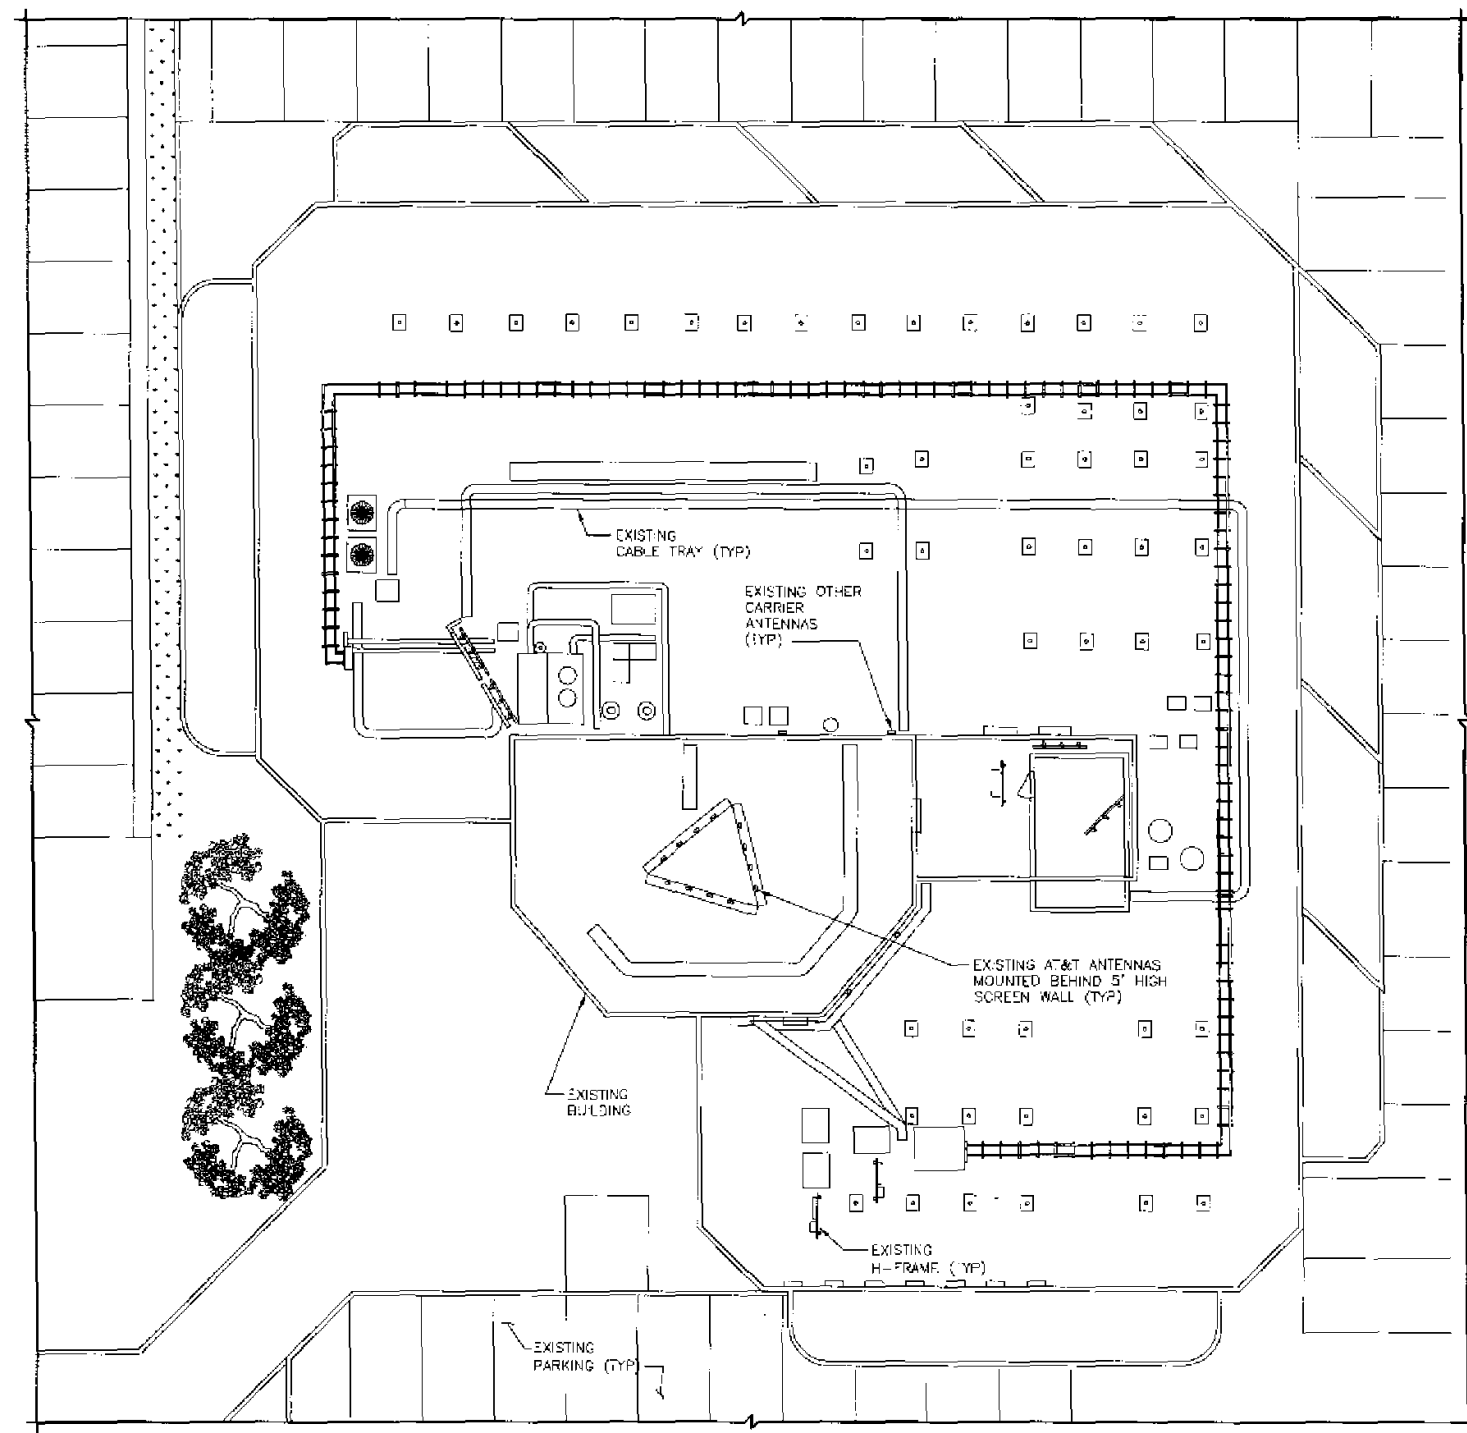 EXISTING
CABLE TRAY (TYP)
EXISTING OTHER
CARRIER
ANTENNAS
(TYP)
EXISTING AT&T ANTENNAS
MOUNTED BEHIND 5' HIGH
SCREEN WALL (TYP)
EXISTING
BUILDING
EXISTING
H-FRAME (TYP)
EXISTING
PARKING (TYP)